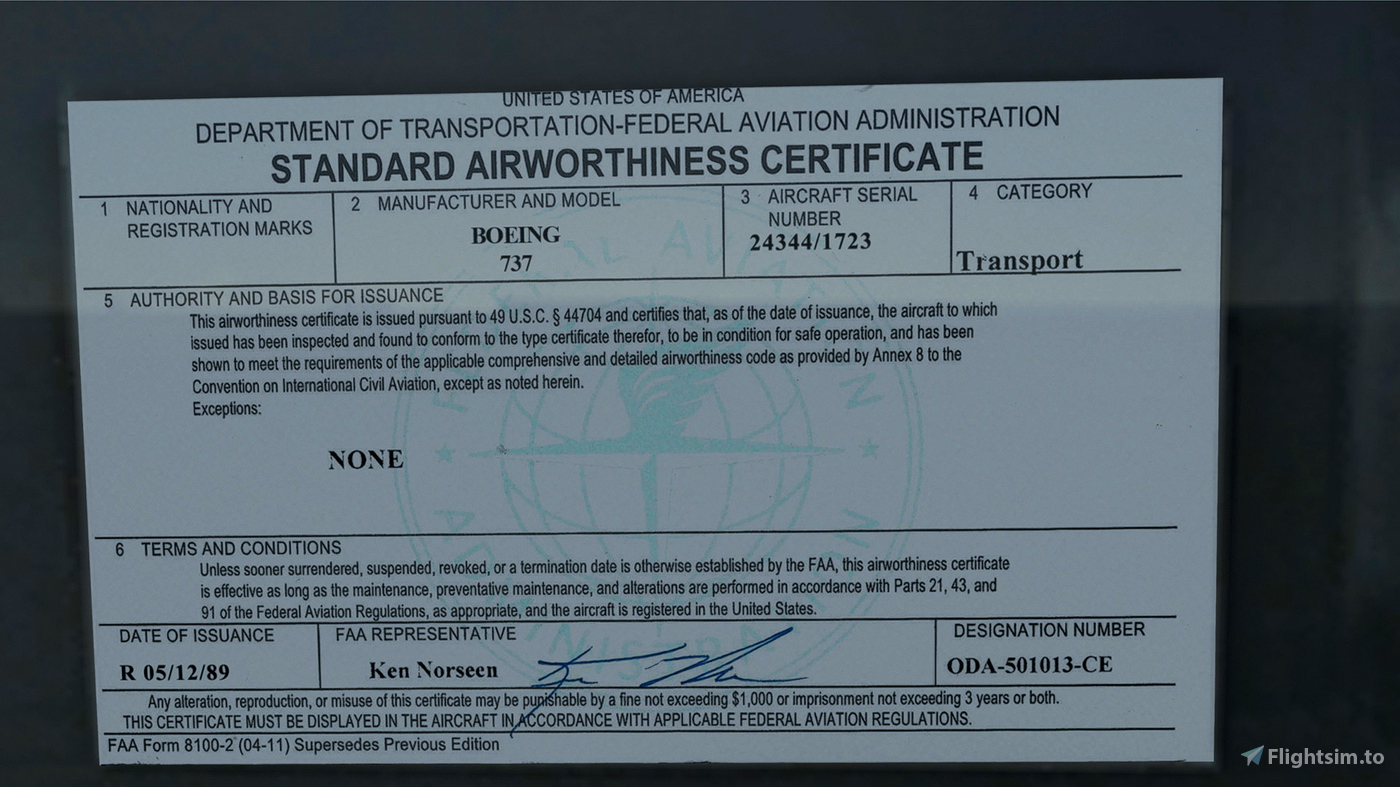 UNITED STATES OF AMERICA
DEPARTMENT OF TRANSPORTATION-FEDERAL AVIATION ADMINISTRATION
STANDARD AIRWORTHINESS CERTIFICATE
1 NATIONALITY AND
REGISTRATION MARKS
2 MANUFACTURER AND MODEL
BOEING
737
3 AIRCRAFT SERIAL
NUMBER
24344/1723
4 CATEGORY
Transport
5 AUTHORITY AND BASIS FOR ISSUANCE
This airworthiness certificate is issued pursuant to 49 U.S.C. § 44704 and certifies that, as of the date of issuance, the aircraft to which
issued has been inspected and found to conform to the type certificate therefor, to be in condition for safe operation, and has been
shown to meet the requirements of the applicable comprehensive and detailed airworthiness code as provided by Annex 8 to the
Convention on International Civil Aviation, except as noted herein.
Exceptions:
NONE
6 TERMS AND CONDITIONS
Unless sooner surrendered, suspended, revoked, or a termination date is otherwise established by the FAA, this airworthiness certificate
is effective as long as the maintenance, preventative maintenance, and alterations are performed in accordance with Parts 21, 43, and
91 of the Federal Aviation Regulations, as appropriate, and the aircraft is registered in the United States.
DATE OF ISSUANCE
R 05/12/89
FAA REPRESENTATIVE
Ken Norseen
DESIGNATION NUMBER
ODA-501013-CE
Any alteration, reproduction, or misuse of this certificate may be punishable by a fine not exceeding $1,000 or imprisonment not exceeding 3 years or both.
THIS CERTIFICATE MUST BE DISPLAYED IN THE AIRCRAFT IN ACCORDANCE WITH APPLICABLE FEDERAL AVIATION REGULATIONS.
FAA Form 8100-2 (04-11) Supersedes Previous Edition
Flightsim.to